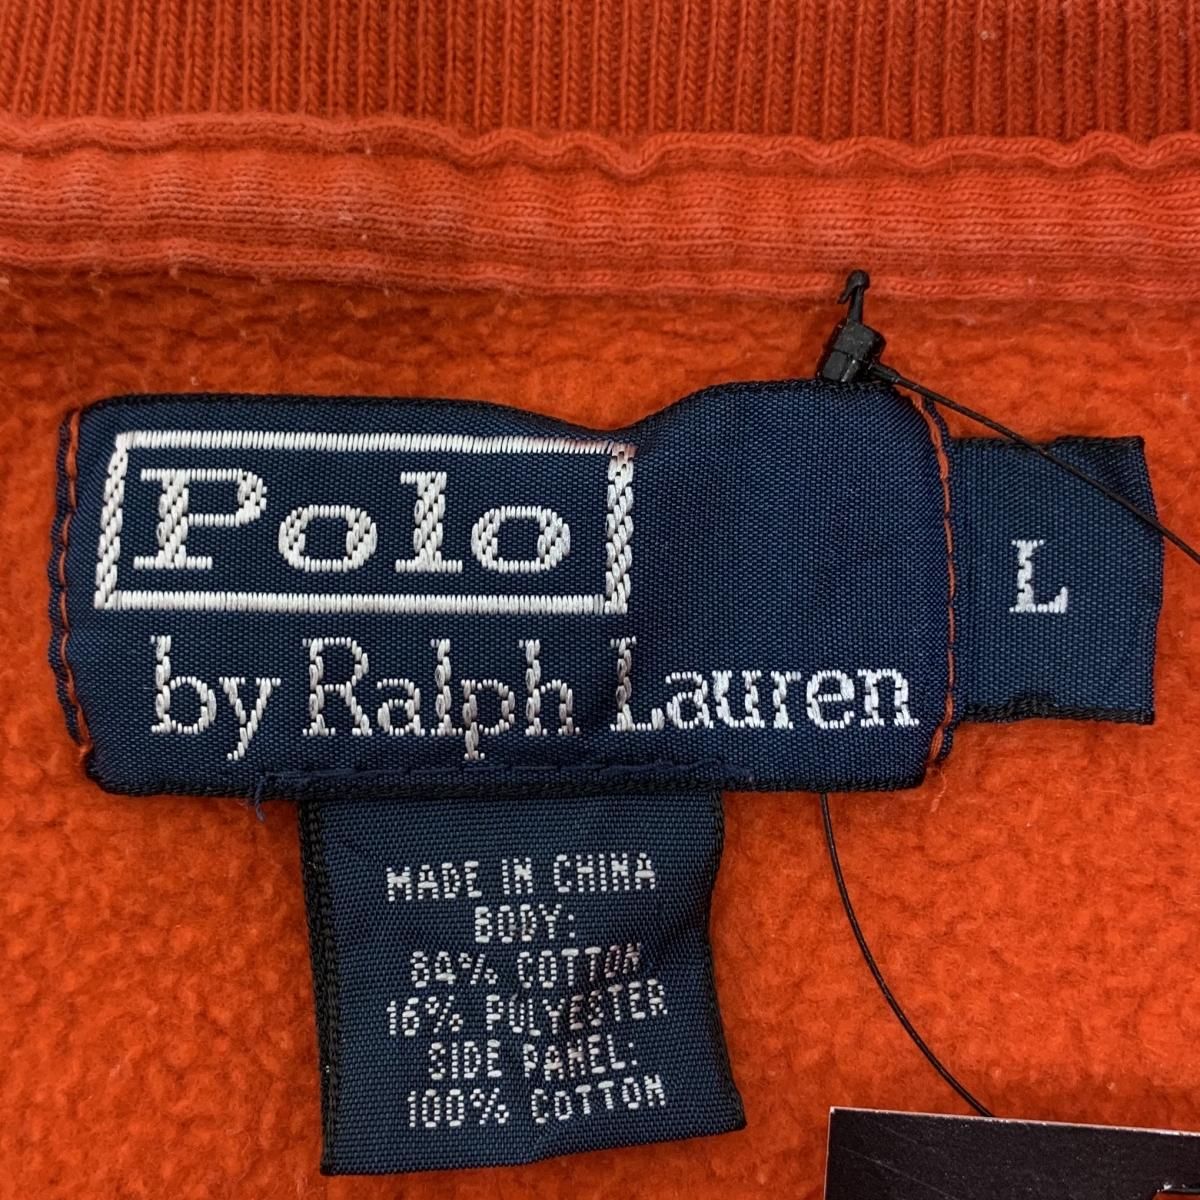 Polo
by Ralph Lauren
L
MADE IN CHINA
BODY:
84% COTTON
16% POLYESTER
SIDE PANEL:
100% COTTON